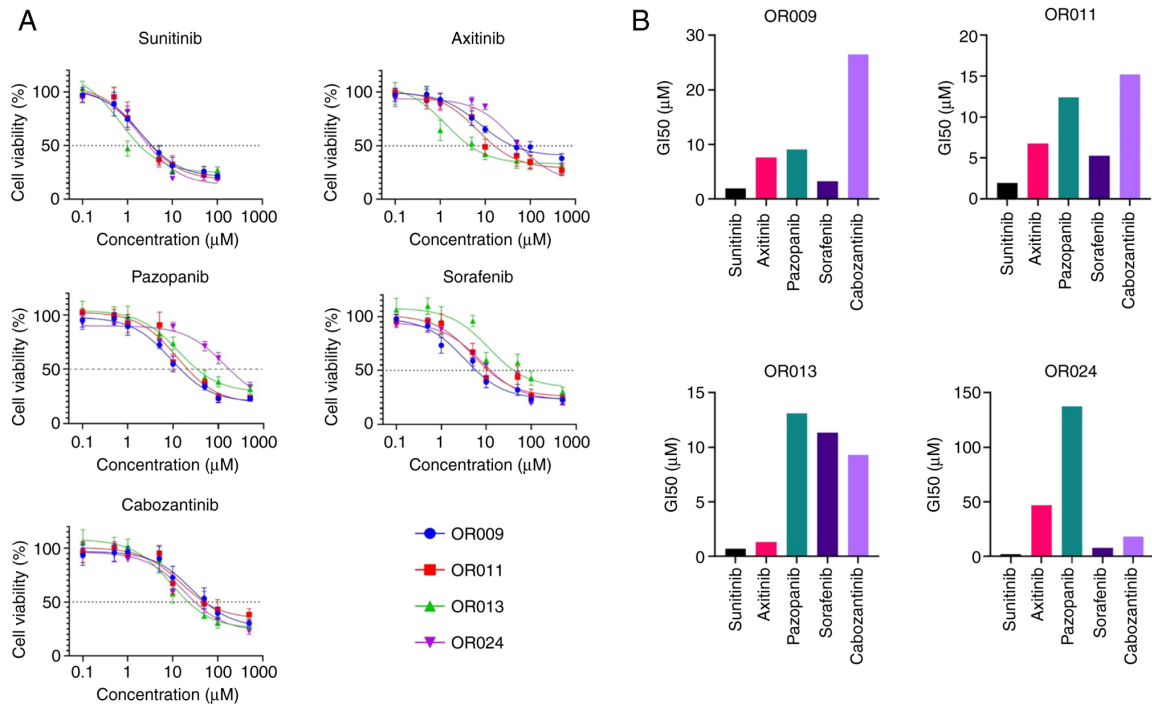 A
Sunitinib
Cell viability (%)
100
50
0
0.1 1 10 100 1000
Concentration (µM)
Axitinib
Cell viability (%)
100
50
0
0.1 1 10 100 1000
Concentration (µM)
Pazopanib
Cell viability (%)
100
50
0
0.1 1 10 100 1000
Concentration (µM)
Sorafenib
Cell viability (%)
100
50
0
0.1 1 10 100 1000
Concentration (µM)
Cabozantinib
Cell viability (%)
100
50
0
0.1 1 10 100 1000
Concentration (µM)
OR009
OR011
OR013
OR024
B
OR009
GI50 (µM)
30
20
10
0
Sunitinib
Axitinib
Pazopanib
Sorafenib
Cabozantinib
OR011
GI50 (µM)
20
15
10
5
0
Sunitinib
Axitinib
Pazopanib
Sorafenib
Cabozantinib
OR013
GI50 (µM)
15
10
5
0
Sunitinib
Axitinib
Pazopanib
Sorafenib
Cabozantinib
OR024
GI50 (µM)
150
100
50
0
Sunitinib
Axitinib
Pazopanib
Sorafenib
Cabozantinib